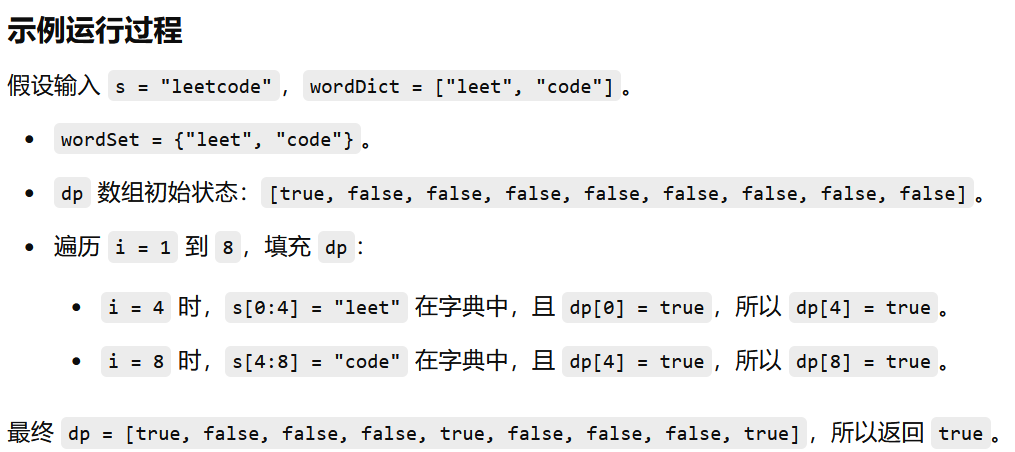 示例运行过程
假设输入 s = "leetcode"，wordDict = ["leet", "code"]。
• wordSet = {"leet", "code"}。
• dp 数组初始状态：[true, false, false, false, false, false, false, false, false]。
• 遍历 i = 1 到 8，填充 dp：
• i = 4 时，s[0:4] = "leet" 在字典中，且 dp[0] = true，所以 dp[4] = true。
• i = 8 时，s[4:8] = "code" 在字典中，且 dp[4] = true，所以 dp[8] = true。
最终 dp = [true, false, false, false, true, false, false, false, true]，所以返回 true。